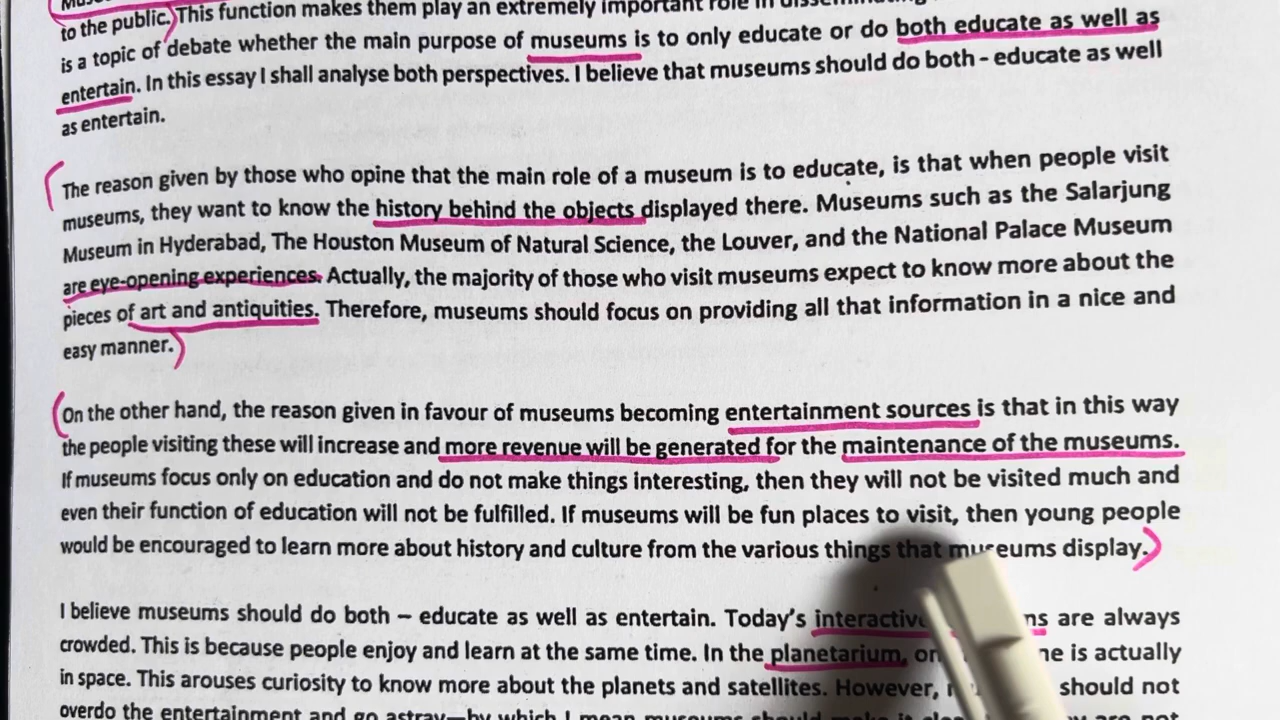 to the public. This function makes them play an extremely important role in
is a topic of debate whether the main purpose of museums is to only educate or do both educate as well as
entertain. In this essay I shall analyse both perspectives. I believe that museums should do both - educate as well
as entertain.
The reason given by those who opine that the main role of a museum is to educate, is that when people visit
museums, they want to know the history behind the objects displayed there. Museums such as the Salarjung
Museum in Hyderabad, The Houston Museum of Natural Science, the Louver, and the National Palace Museum
are eye-opening experiences. Actually, the majority of those who visit museums expect to know more about the
pieces of art and antiquities. Therefore, museums should focus on providing all that information in a nice and
easy manner.
On the other hand, the reason given in favour of museums becoming entertainment sources is that in this way
the people visiting these will increase and more revenue will be generated for the maintenance of the museums.
If museums focus only on education and do not make things interesting, then they will not be visited much and
even their function of education will not be fulfilled. If museums will be fun places to visit, then young people
would be encouraged to learn more about history and culture from the various things that museums display.
I believe museums should do both – educate as well as entertain. Today's are always
crowded. This is because people enjoy and learn at the same time. In the planetarium, is actually
in space. This arouses curiosity to know more about the planets and satellites. However, should not
overdo the entertainment and go astray—by which I mean museums should